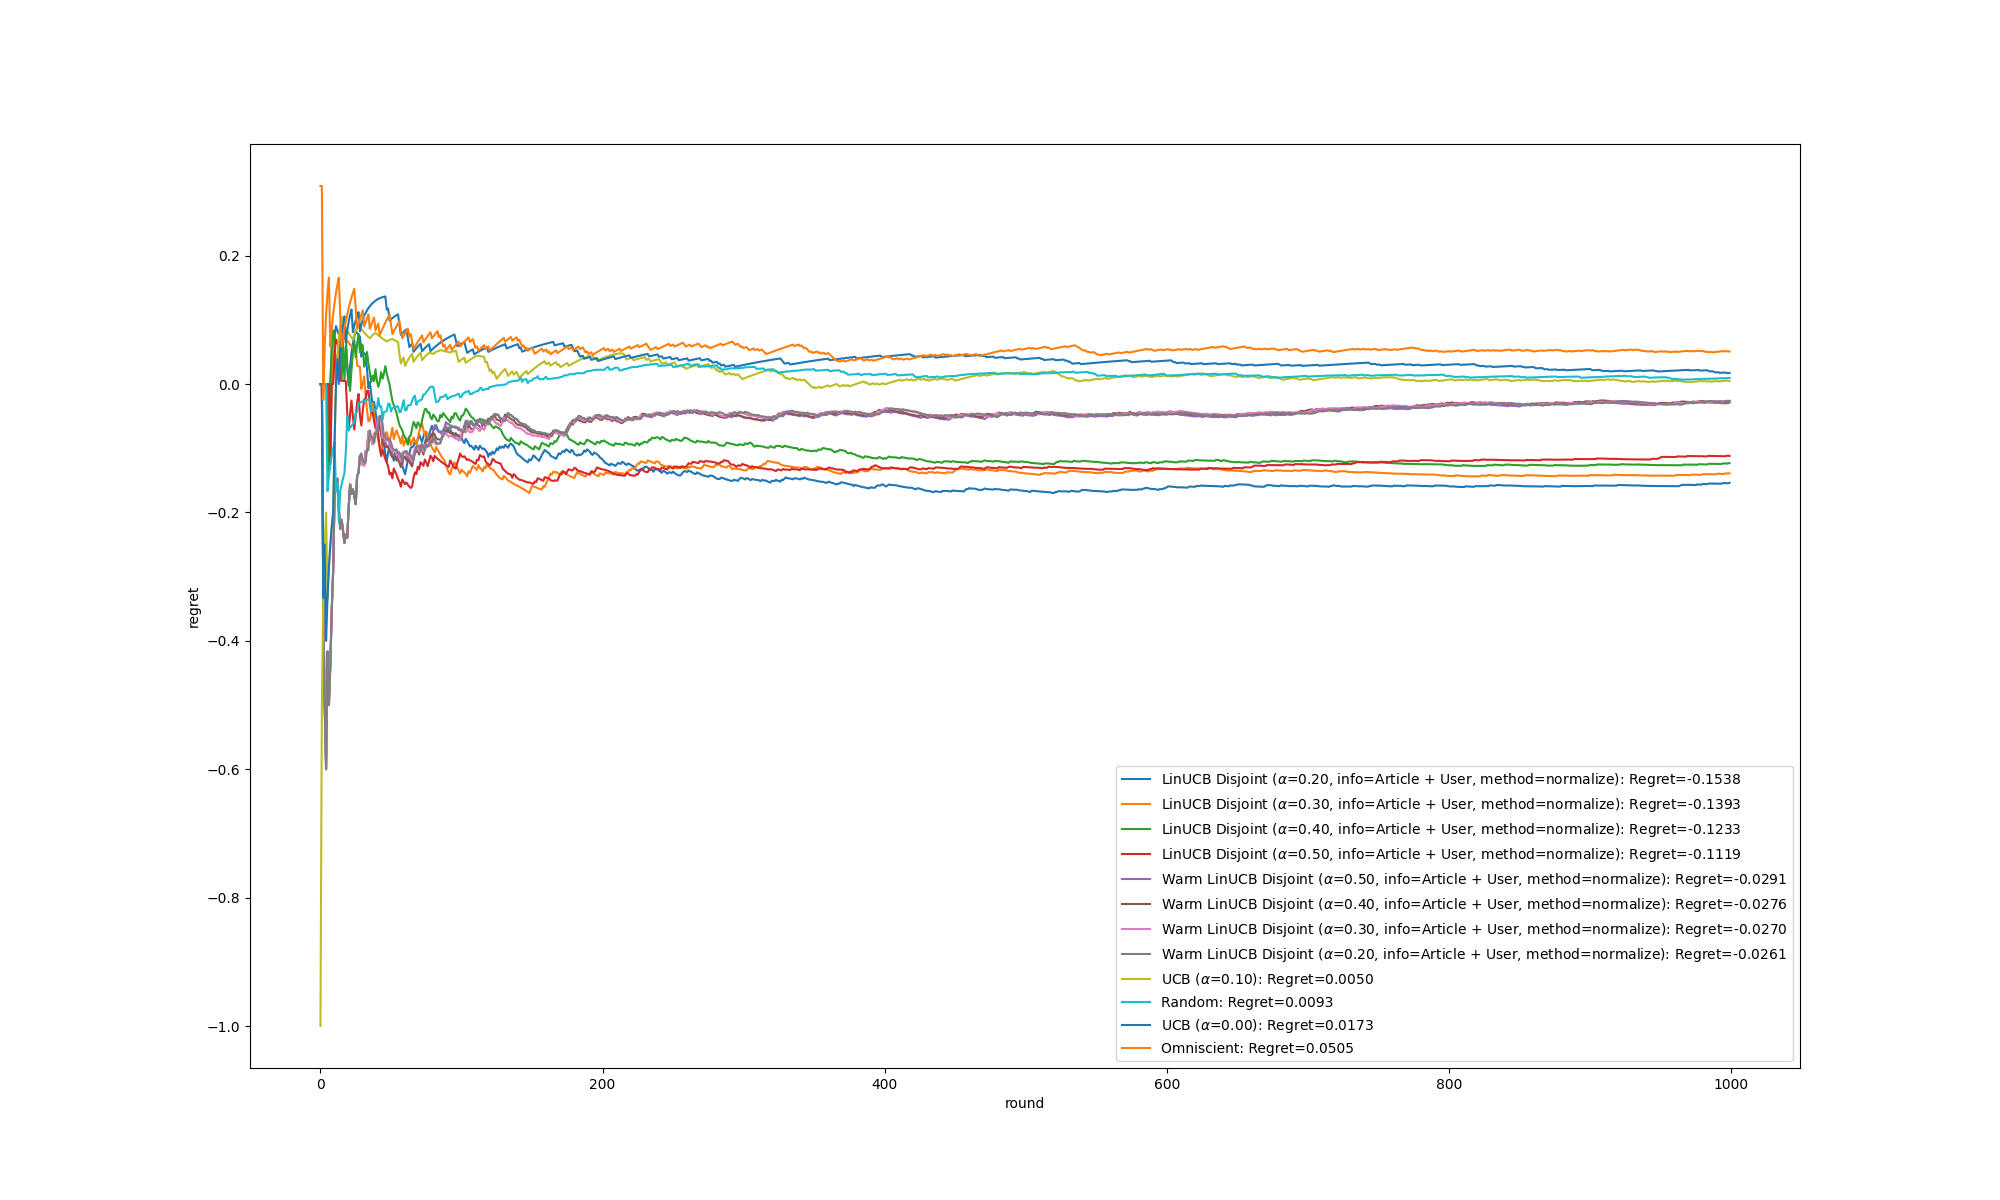 0.2
0.0
−0.2
−0.4
−0.6
−0.8
−1.0
regret
0
200
400
600
800
1000
round
LinUCB Disjoint (α=0.20, info=Article + User, method=normalize): Regret=-0.1538
LinUCB Disjoint (α=0.30, info=Article + User, method=normalize): Regret=-0.1393
LinUCB Disjoint (α=0.40, info=Article + User, method=normalize): Regret=-0.1233
LinUCB Disjoint (α=0.50, info=Article + User, method=normalize): Regret=-0.1119
Warm LinUCB Disjoint (α=0.50, info=Article + User, method=normalize): Regret=-0.0291
Warm LinUCB Disjoint (α=0.40, info=Article + User, method=normalize): Regret=-0.0276
Warm LinUCB Disjoint (α=0.30, info=Article + User, method=normalize): Regret=-0.0270
Warm LinUCB Disjoint (α=0.20, info=Article + User, method=normalize): Regret=-0.0261
UCB (α=0.10): Regret=0.0050
Random: Regret=0.0093
UCB (α=0.00): Regret=0.0173
Omniscient: Regret=0.0505